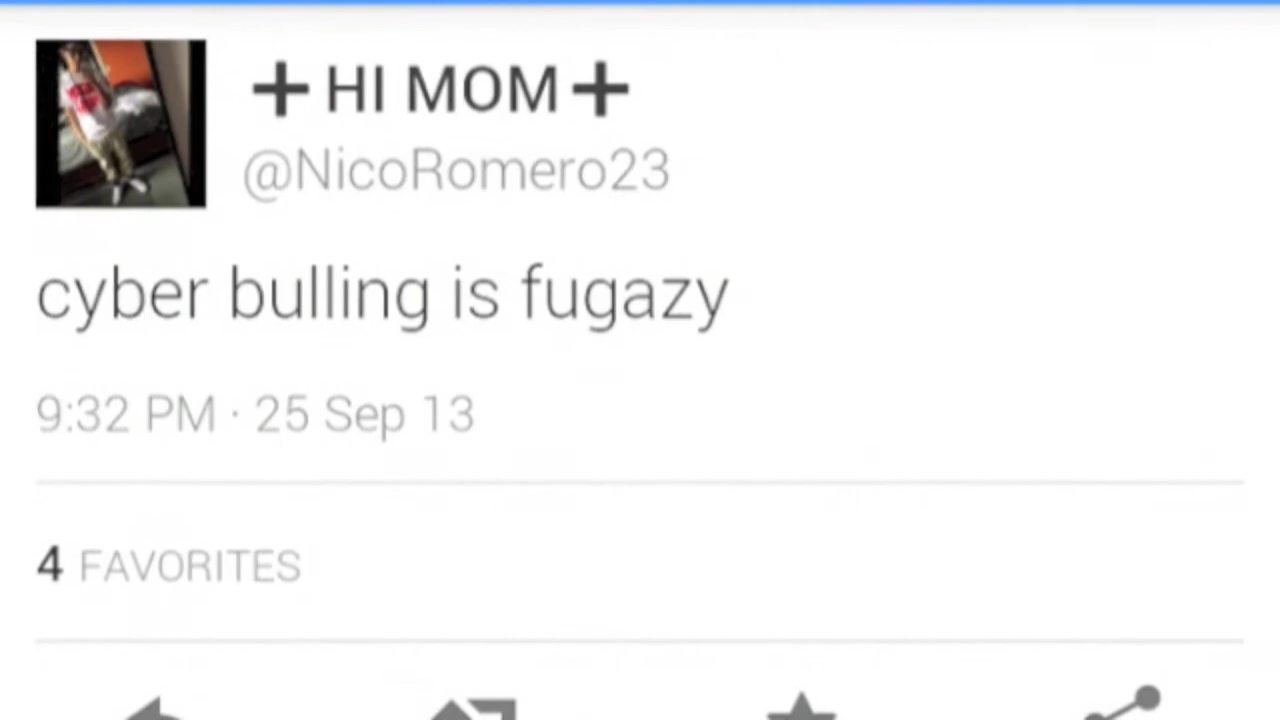 ➕ HI MOM ➕
@NicoRomero23
cyber bulling is fugazy
9:32 PM · 25 Sep 13
4 FAVORITES